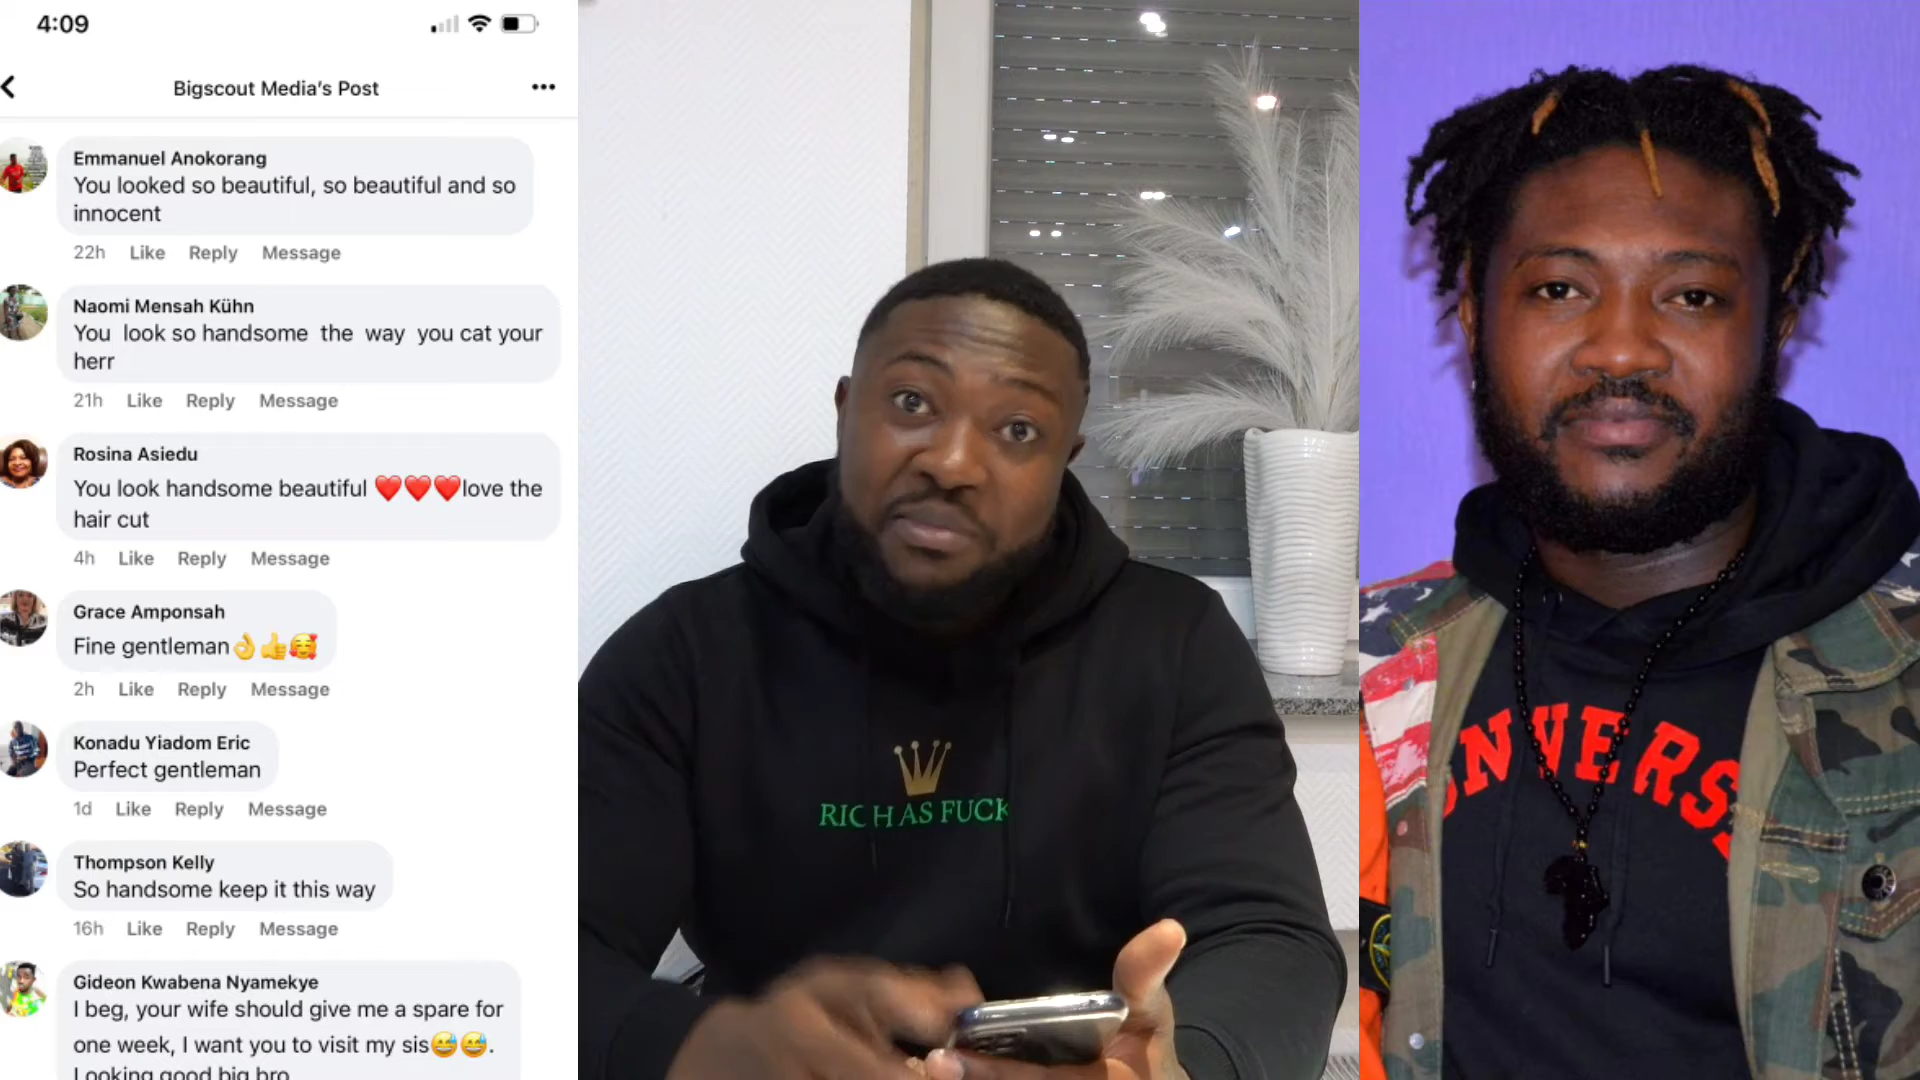 4:09
Bigscout Media's Post
Emmanuel Anokorang
You looked so beautiful, so beautiful and so
innocent
22h Like Reply Message
Naomi Mensah Kühn
You look so handsome the way you cat your
herr
21h Like Reply Message
Rosina Asiedu
You look handsome beautiful ❤️❤️❤️love the
hair cut
4h Like Reply Message
Grace Amponsah
Fine gentleman👌👍🥰
2h Like Reply Message
Konadu Yiadom Eric
Perfect gentleman
1d Like Reply Message
Thompson Kelly
So handsome keep it this way
16h Like Reply Message
Gideon Kwabena Nyamekye
I beg, your wife should give me a spare for
one week, I want you to visit my sis😅😅.
Looking good big bro
RICH AS FUCK
ONVERS